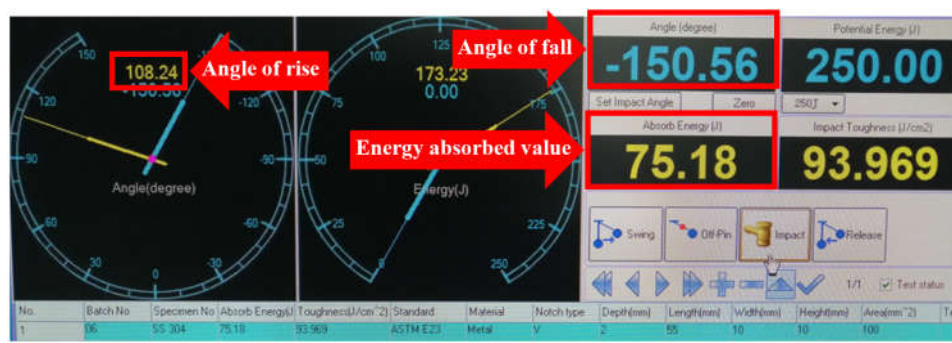 150
120
90
60
30
0
-30
-60
-90
108.24
-150.56
Angle of rise
Angle(degree)
0
25
50
75
100
125
175
225
250
173.23
0.00
Energy(J)
Angle of fall
Energy absorbed value
Angle (degree)
-150.56
Potential Energy (J)
250.00
Set Impact Angle
Zero
250J
Absorb Energy (J)
75.18
Impact Toughness (J/cm2)
93.969
Swing
Off-Pin
Impact
Release
1/1
Test status
No. Batch No Specimen No Absorb Energy(J) Toughness(J/cm^2) Standard Material Notch type Depth(mm) Length(mm) Width(mm) Height(mm) Area(mm^2)
1 06 SS 304 75.18 93.969 ASTM E23 Metal V 2 55 10 10 100